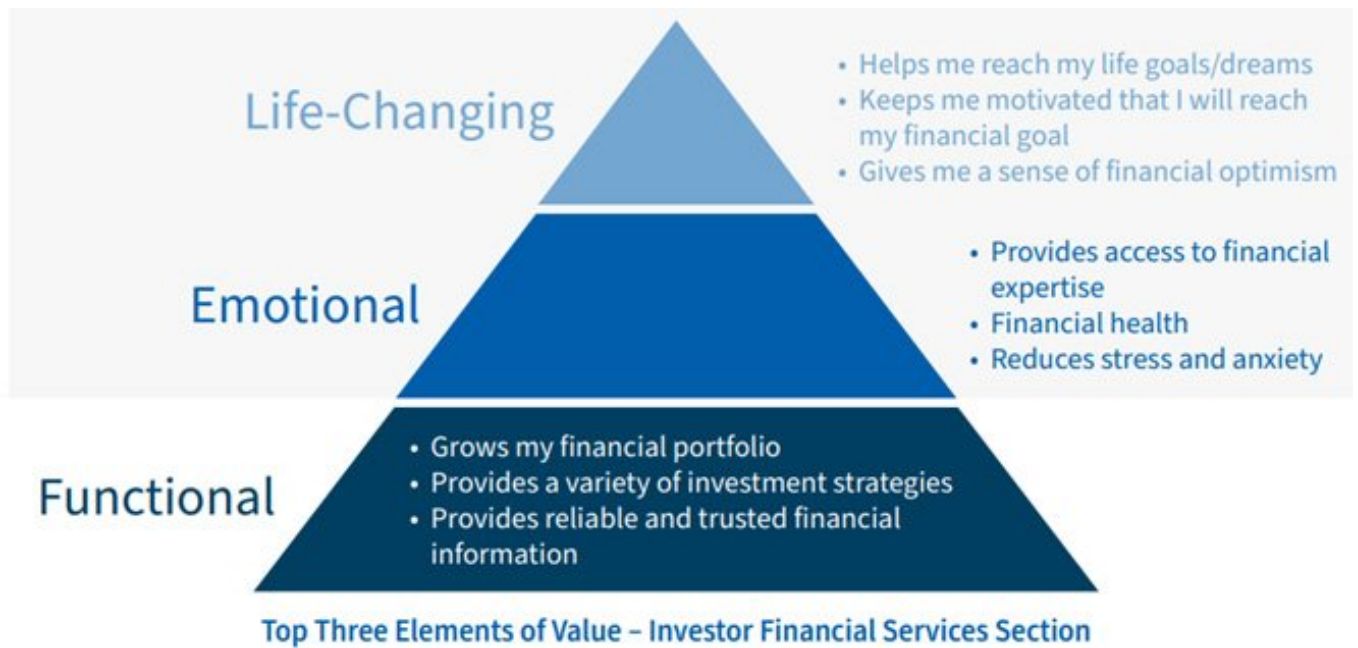 Life-Changing
• Helps me reach my life goals/dreams
• Keeps me motivated that I will reach
my financial goal
• Gives me a sense of financial optimism
Emotional
• Provides access to financial
expertise
• Financial health
• Reduces stress and anxiety
Functional
• Grows my financial portfolio
• Provides a variety of investment strategies
• Provides reliable and trusted financial
information
Top Three Elements of Value – Investor Financial Services Section